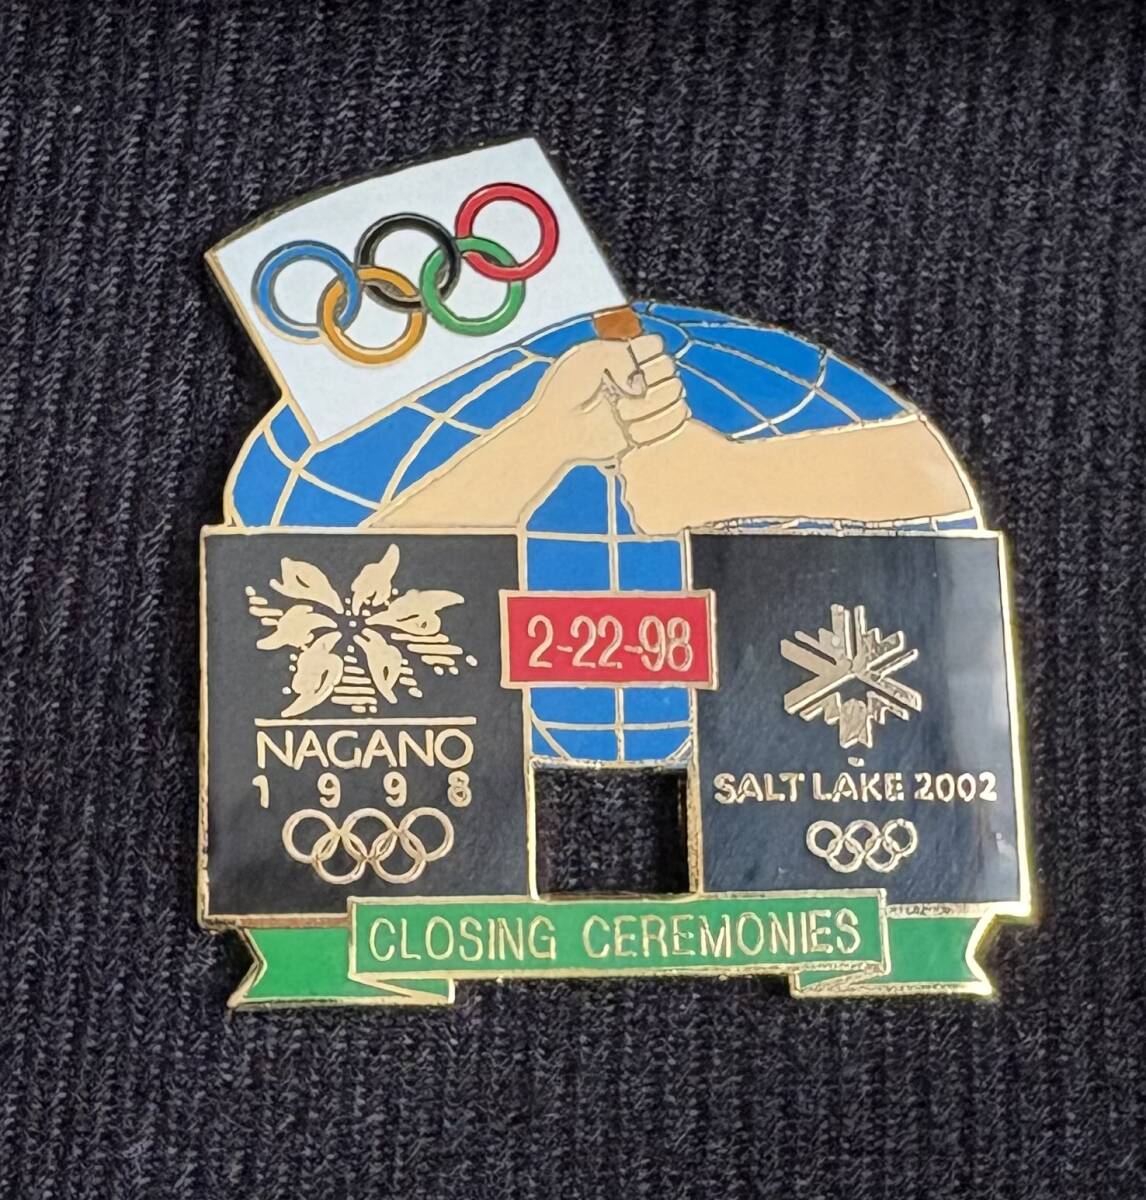 2-22-98
NAGANO
1998
SALT LAKE 2002
CLOSING CEREMONIES